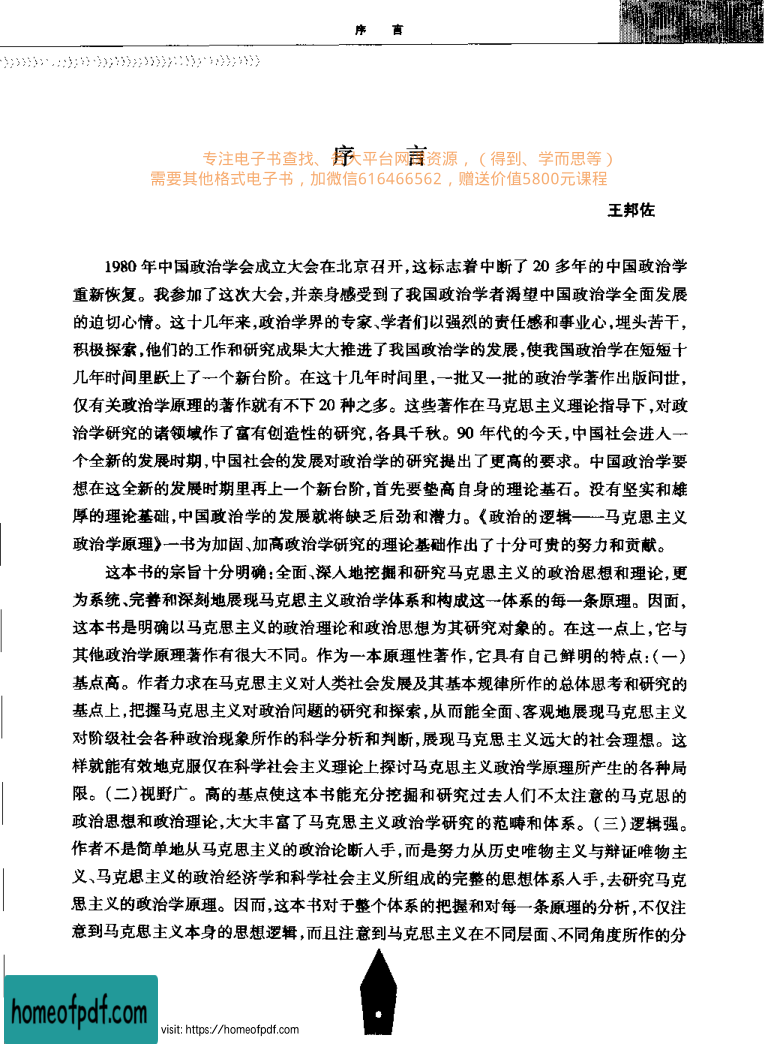 序 言
序 言
专注电子书查找、各大平台网课资源，（得到、学而思等）
需要其他格式电子书，加微信616466562，赠送价值5800元课程
王邦佐
1980 年中国政治学会成立大会在北京召开,这标志着中断了 20 多年的中国政治学
重新恢复。我参加了这次大会,并亲身感受到了我国政治学者渴望中国政治学全面发展
的迫切心情。这十几年来,政治学界的专家、学者们以强烈的责任感和事业心,埋头苦干,
积极探索,他们的工作和研究成果大大推进了我国政治学的发展,使我国政治学在短短十
几年时间里跃上了一个新台阶。在这十几年时间里,一批又一批的政治学著作出版问世,
仅有关政治学原理的著作就有不下 20 种之多。这些著作在马克思主义理论指导下,对政
治学研究的诸领域作了富有创造性的研究,各具千秋。90 年代的今天,中国社会进入一
个全新的发展时期,中国社会的发展对政治学的研究提出了更高的要求。中国政治学要
想在这全新的发展时期里再上一个新台阶,首先要垫高自身的理论基石。没有坚实和雄
厚的理论基础,中国政治学的发展就将缺乏后劲和潜力。《政治的逻辑——马克思主义
政治学原理》一书为加固、加高政治学研究的理论基础作出了十分可贵的努力和贡献。
这本书的宗旨十分明确:全面、深入地挖掘和研究马克思主义的政治思想和理论,更
为系统、完善和深刻地展现马克思主义政治学体系和构成这一体系的每一条原理。因而,
这本书是明确以马克思主义的政治理论和政治思想为其研究对象的。在这一点上,它与
其他政治学原理著作有很大不同。作为一本原理性著作,它具有自己鲜明的特点:(一)
基点高。作者力求在马克思主义对人类社会发展及其基本规律所作的总体思考和研究的
基点上,把握马克思主义对政治问题的研究和探索,从而能全面、客观地展现马克思主义
对阶级社会各种政治现象所作的科学分析和判断,展现马克思主义远大的社会理想。这
样就能有效地克服仅在科学社会主义理论上探讨马克思主义政治学原理所产生的各种局
限。(二)视野广。高的基点使这本书能充分挖掘和研究过去人们不太注意的马克思的
政治思想和政治理论,大大丰富了马克思主义政治学研究的范畴和体系。(三)逻辑强。
作者不是简单地从马克思主义的政治论断入手,而是努力从历史唯物主义与辩证唯物主
义、马克思主义的政治经济学和科学社会主义所组成的完整的思想体系入手,去研究马克
思主义的政治学原理。因而,这本书对于整个体系的把握和对每一条原理的分析,不仅注
意到马克思主义本身的思想逻辑,而且注意到马克思主义在不同层面、不同角度所作的分
homeofpdf.com
visit: https://homeofpdf.com